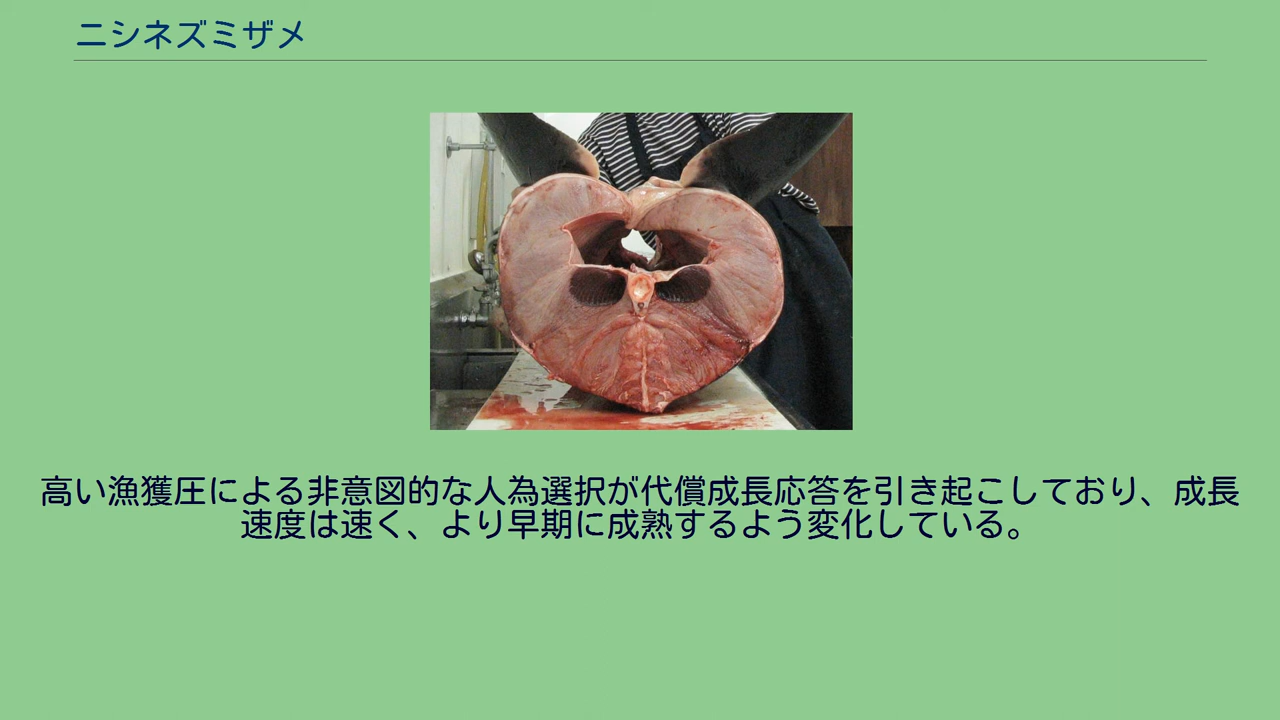 ニシネズミザメ
高い漁獲圧による非意図的な人為選択が代償成長応答を引き起こしており、成長
速度は速く、より早期に成熟するよう変化している。